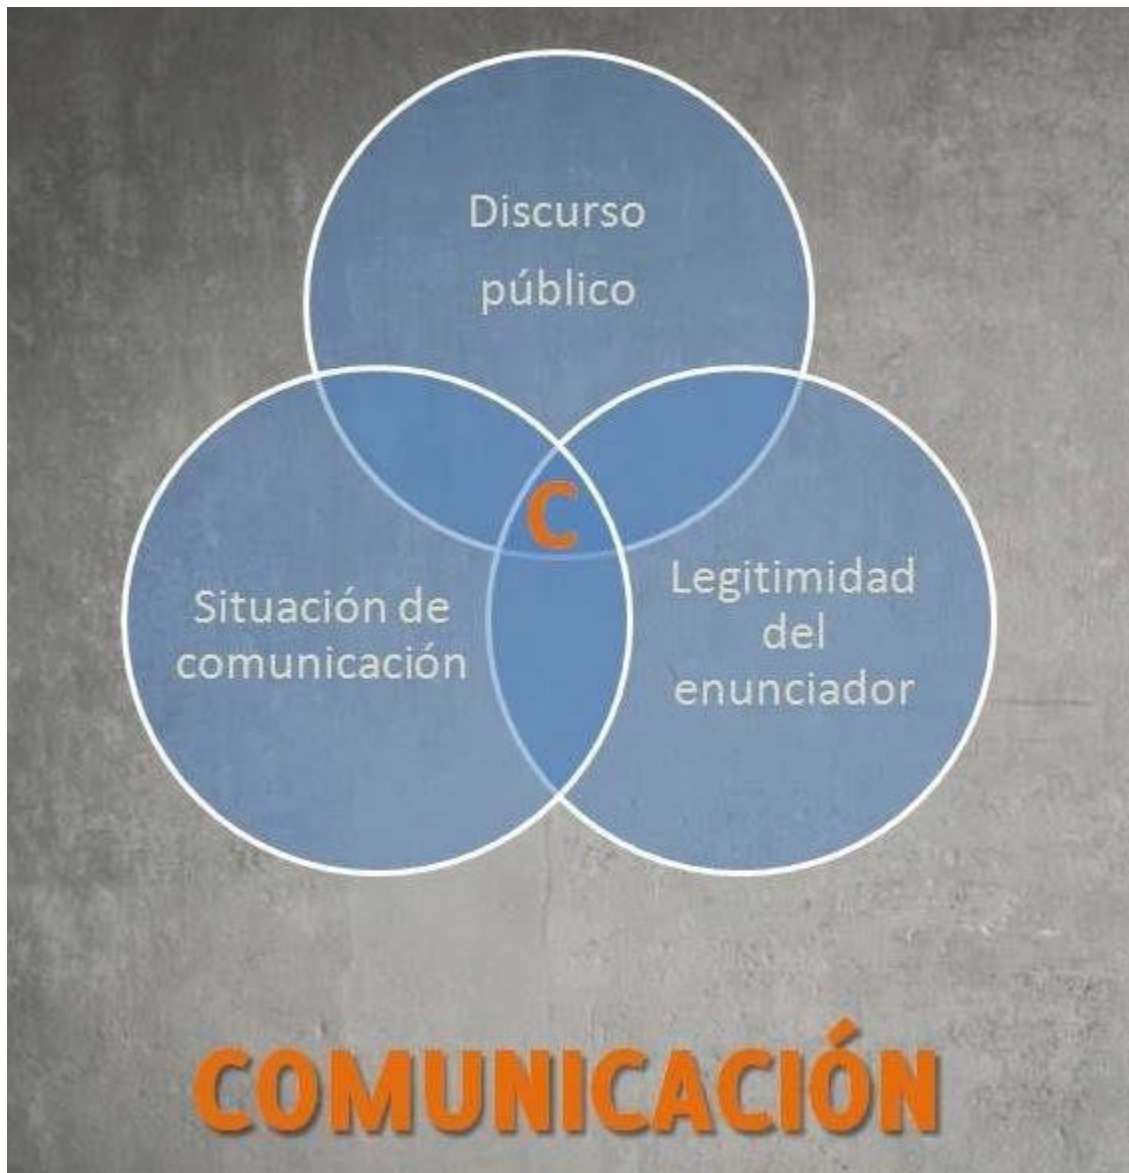 Discurso
público
C
Situación de
comunicación
Legitimidad
del
enunciador
COMUNICACIÓN